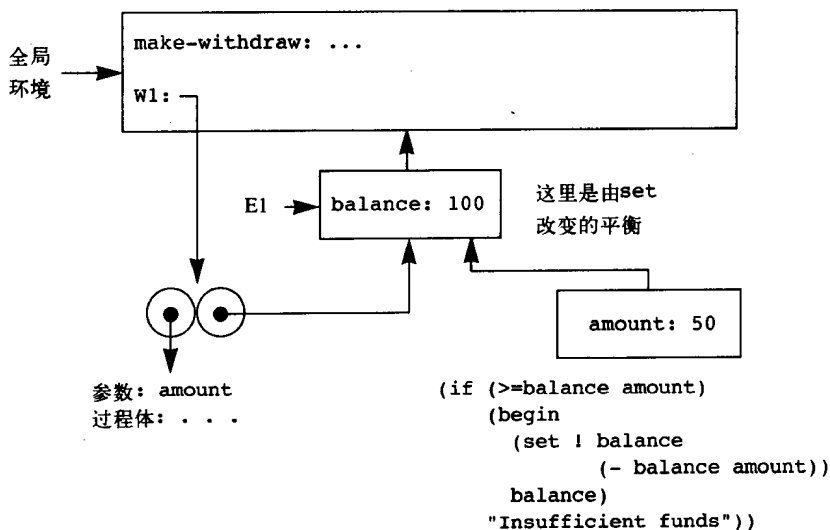 make-withdraw: ...
全局
环境
W1:
E1
balance: 100
这里是由set
改变的平衡
amount: 50
参数: amount
过程体: . . .
(if (>=balance amount)
(begin
(set ! balance
(- balance amount))
balance)
"Insufficient funds"))